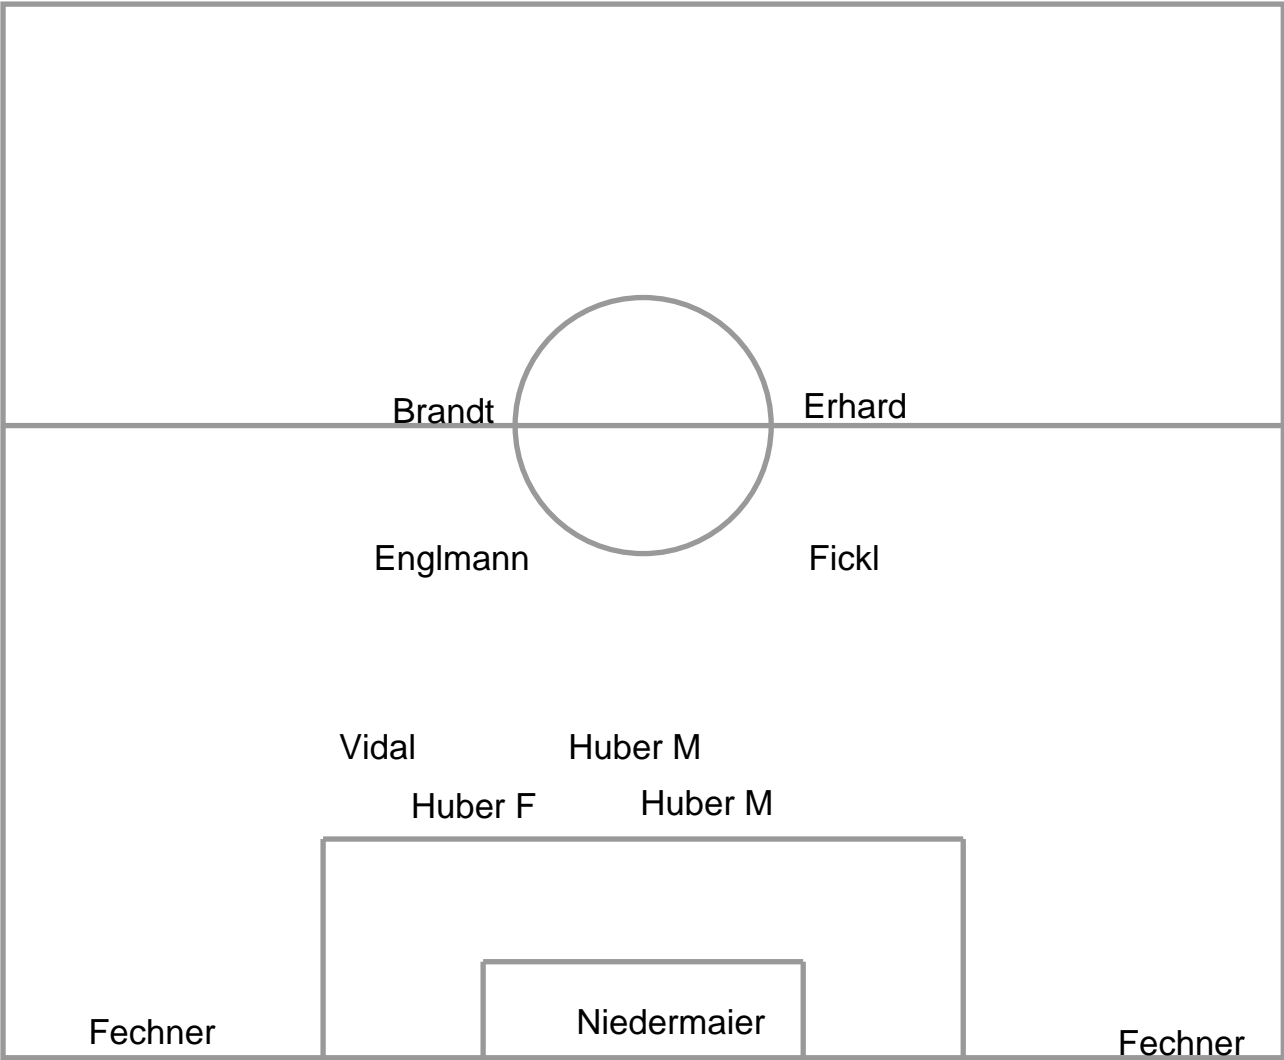 Brandt
Erhard
Englmann
Fickl
Vidal
Huber M
Huber F
Huber M
Niedermaier
Fechner
Fechner